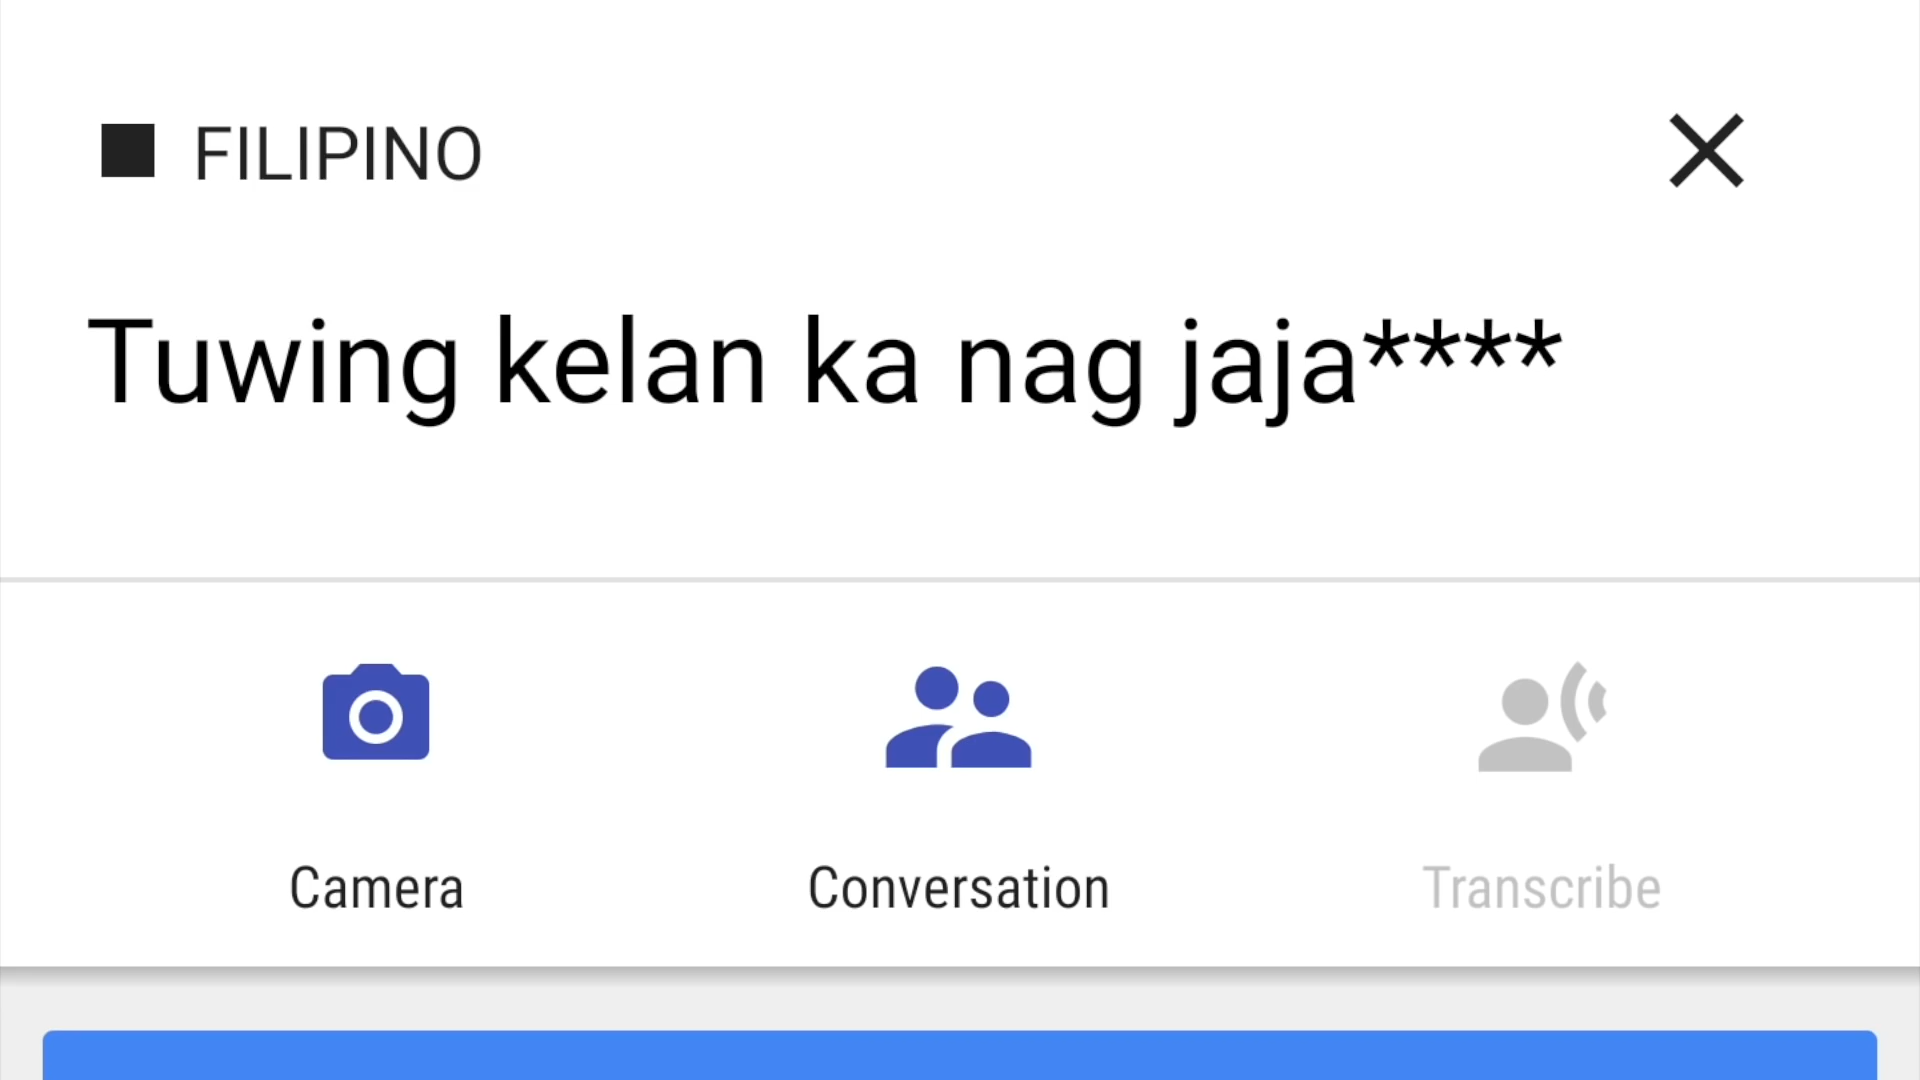 FILIPINO
Tuwing kelan ka nag jaja****
Camera
Conversation
Transcribe